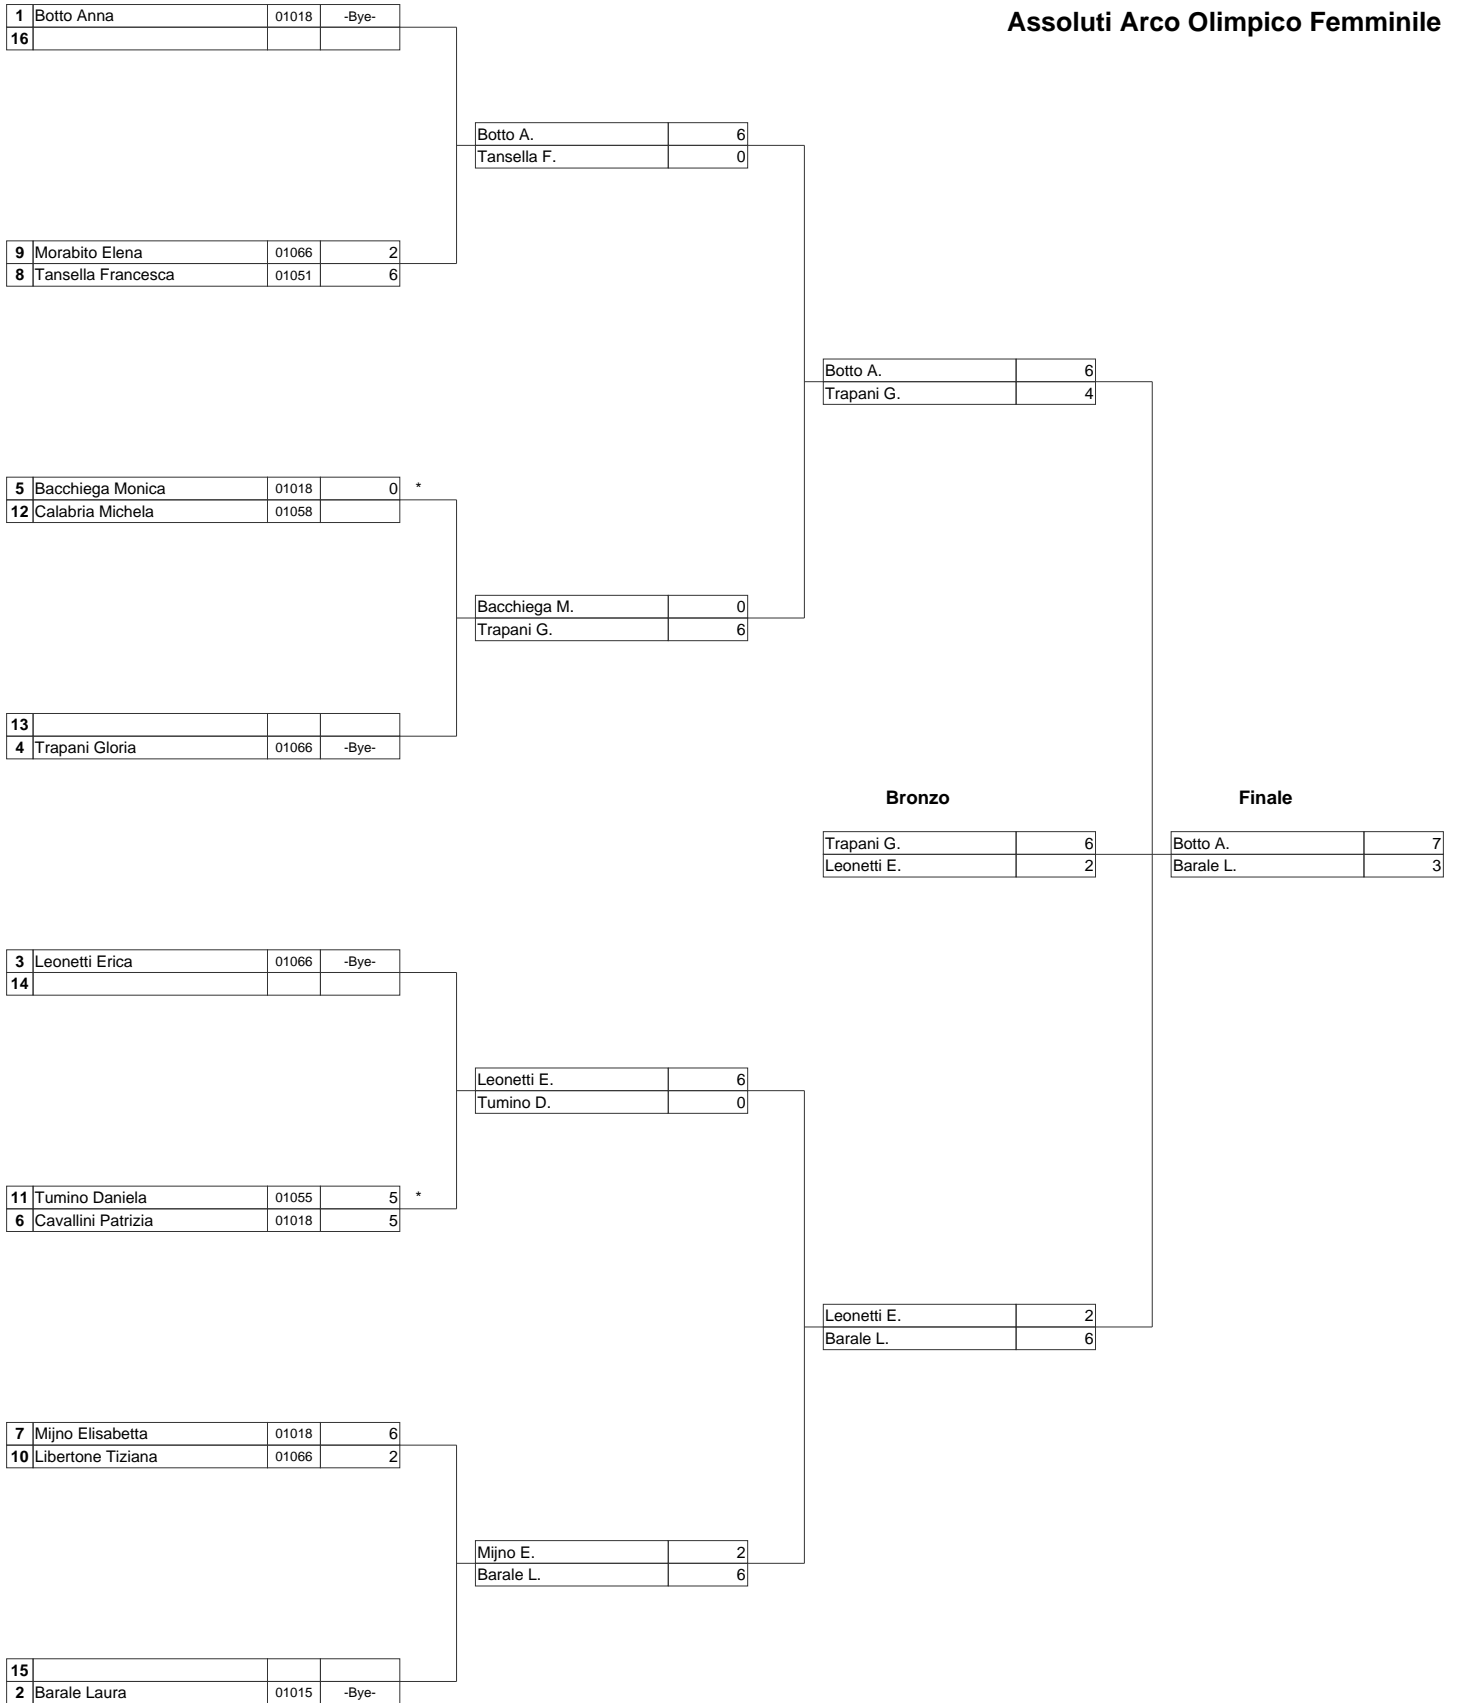 Assoluti Arco Olimpico Femminile
1 Botto Anna 01018 -Bye-
16
Botto A. 6
Tansella F. 0
9 Morabito Elena 01066 2
8 Tansella Francesca 01051 6
Botto A. 6
Trapani G. 4
5 Bacchiega Monica 01018 0 *
12 Calabria Michela 01058
Bacchiega M. 0
Trapani G. 6
13
4 Trapani Gloria 01066 -Bye-
Bronzo Finale
Trapani G. 6 Botto A. 7
Leonetti E. 2 Barale L. 3
3 Leonetti Erica 01066 -Bye-
14
Leonetti E. 6
Tumino D. 0
11 Tumino Daniela 01055 5 *
6 Cavallini Patrizia 01018 5
Leonetti E. 2
Barale L. 6
7 Mijno Elisabetta 01018 6
10 Libertone Tiziana 01066 2
Mijno E. 2
Barale L. 6
15
2 Barale Laura 01015 -Bye-